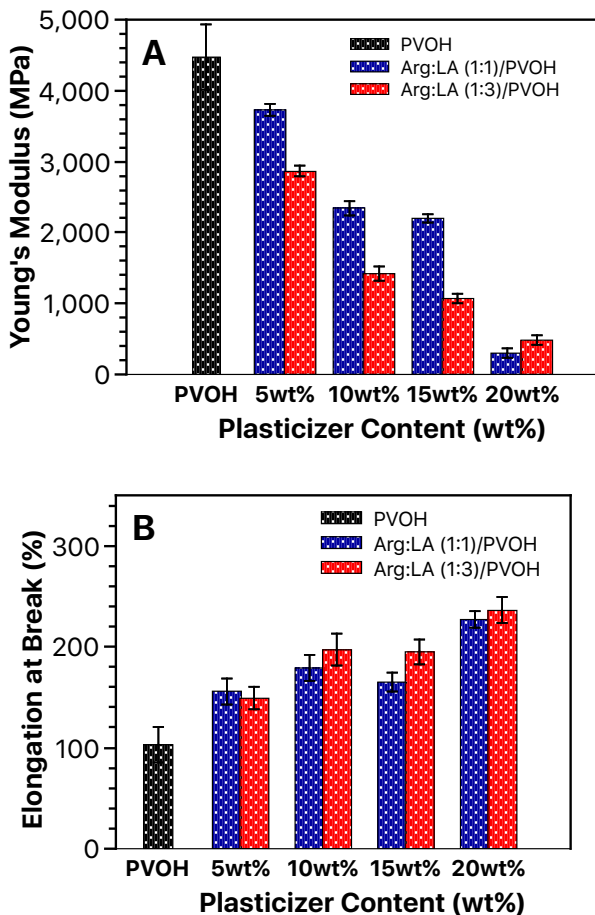 A
PVOH
Arg:LA (1:1)/PVOH
Arg:LA (1:3)/PVOH
Young's Modulus (MPa)
5,000
4,000
3,000
2,000
1,000
0
PVOH 5wt% 10wt% 15wt% 20wt%
Plasticizer Content (wt%)
B
PVOH
Arg:LA (1:1)/PVOH
Arg:LA (1:3)/PVOH
Elongation at Break (%)
300
200
100
0
PVOH 5wt% 10wt% 15wt% 20wt%
Plasticizer Content (wt%)